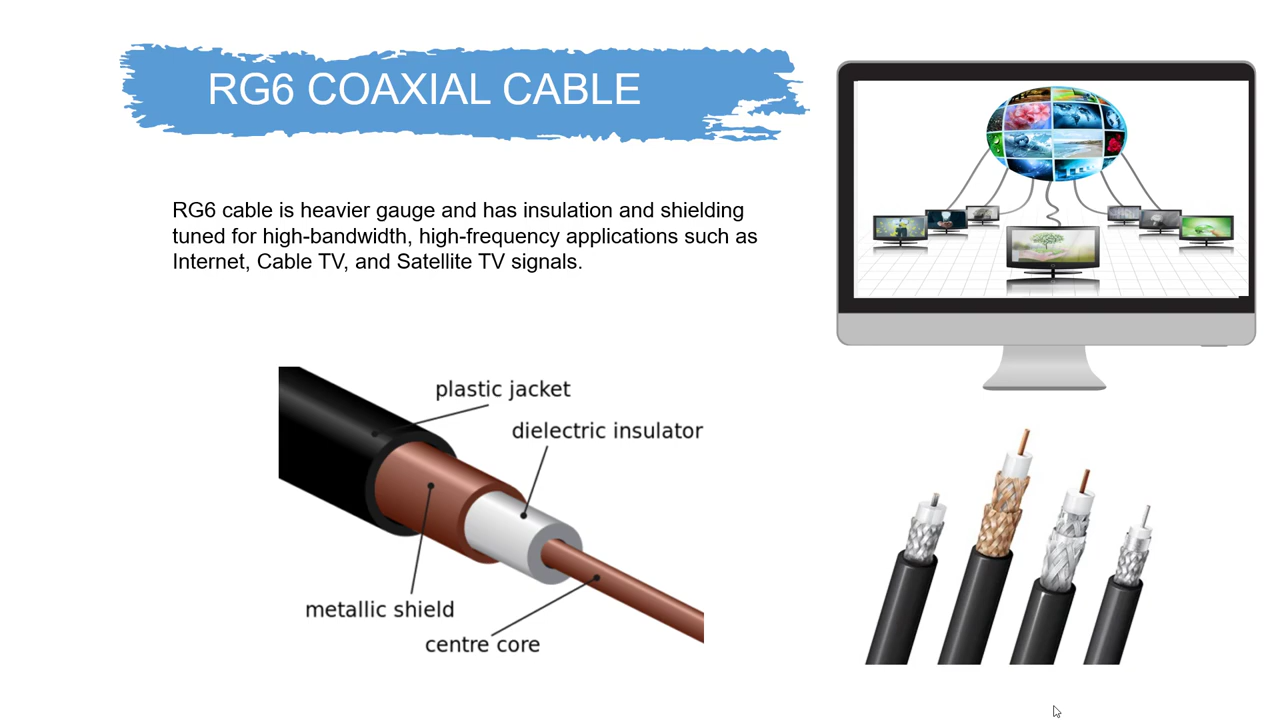 RG6 COAXIAL CABLE
RG6 cable is heavier gauge and has insulation and shielding
tuned for high-bandwidth, high-frequency applications such as
Internet, Cable TV, and Satellite TV signals.
plastic jacket
dielectric insulator
metallic shield
centre core